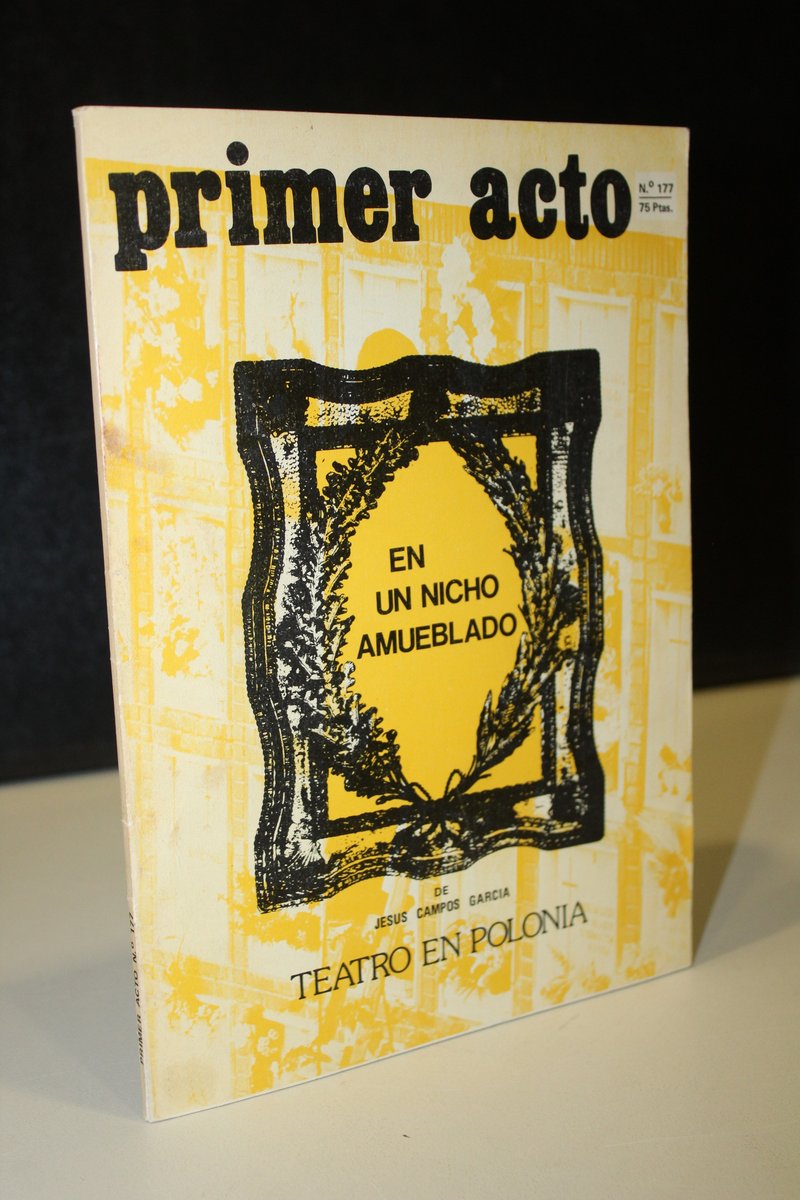 primer acto
N.º 177
75 Ptas.
EN
UN NICHO
AMUEBLADO
DE
JESUS CAMPOS GARCIA
TEATRO EN POLONIA
PRIMER ACTO N.º 177